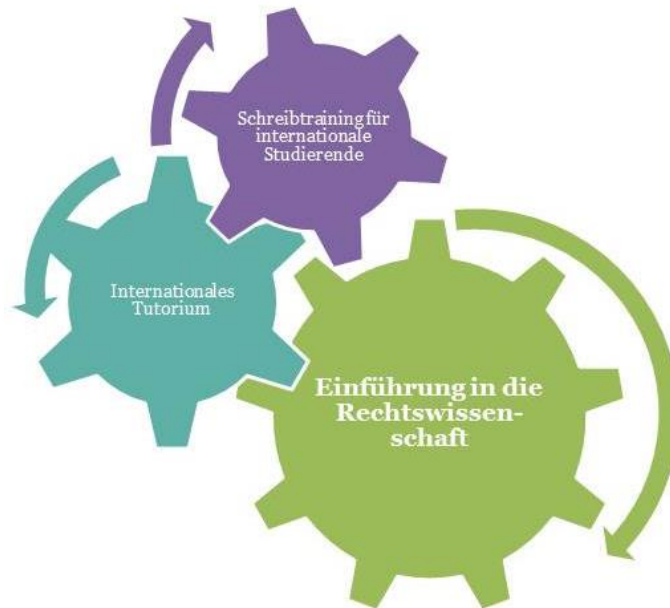 Schreibtraining für
internationale
Studierende
Internationales
Tutorium
Einführung in die
Rechtswissen-
schaft